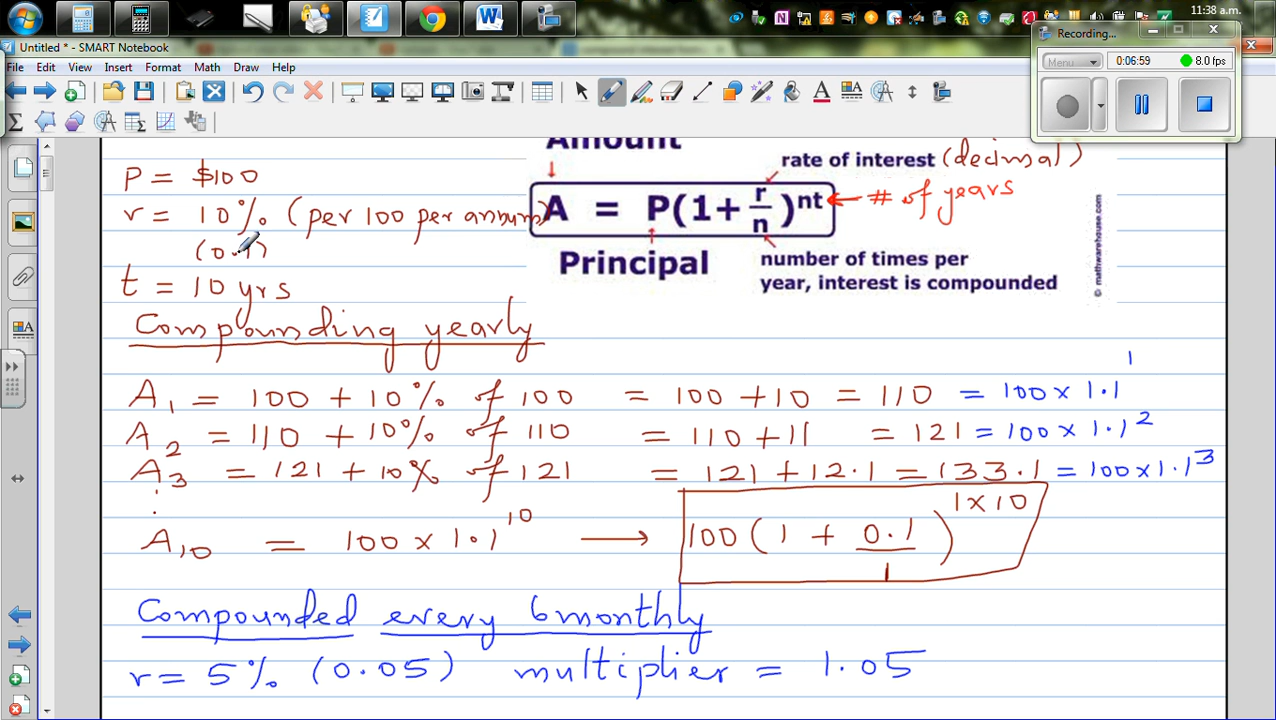 11:38 a.m.
Untitled * - SMART Notebook
Recording...
File Edit View Insert Format Math Draw Help
Menu 0:06:59 8.0 fps
Amount
P = $100
rate of interest (decimal)
r = 10% (per 100 per annum)
A = P(1+ r/n )nt ← # of years
(0.1)
Principal
number of times per
year, interest is compounded
© mathwarehouse.com
t = 10 yrs
Compounding yearly
A1 = 100 + 10% of 100 = 100 + 10 = 110 = 100 x 1.1^1
A2 = 110 + 10% of 110 = 110 + 11 = 121 = 100 x 1.1^2
A3 = 121 + 10% of 121 = 121 + 12.1 = 133.1 = 100 x 1.1^3
A10 = 100 x 1.1^10 → 100 ( 1 + 0.1/1 )^1 x 10
Compounded every 6 monthly
r = 5% (0.05) multiplier = 1.05